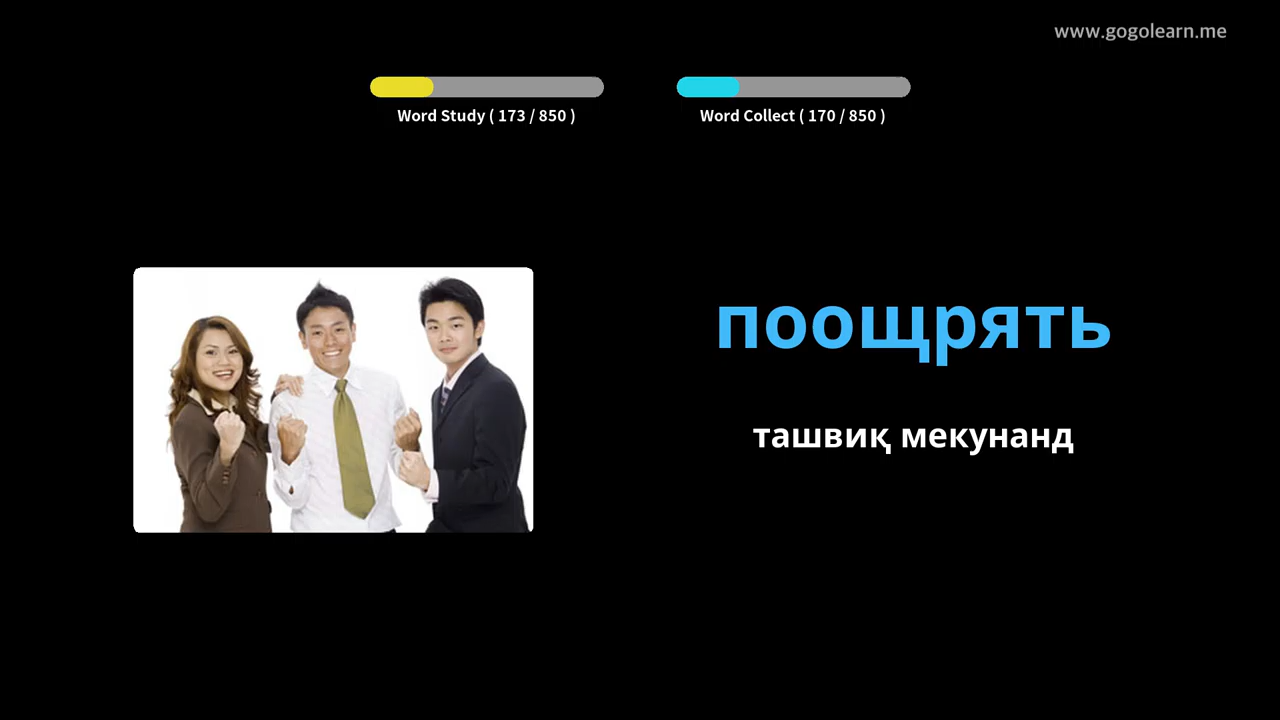 www.gogolearn.me
Word Study ( 173 / 850 )
Word Collect ( 170 / 850 )
поощрять
ташвиқ мекунанд